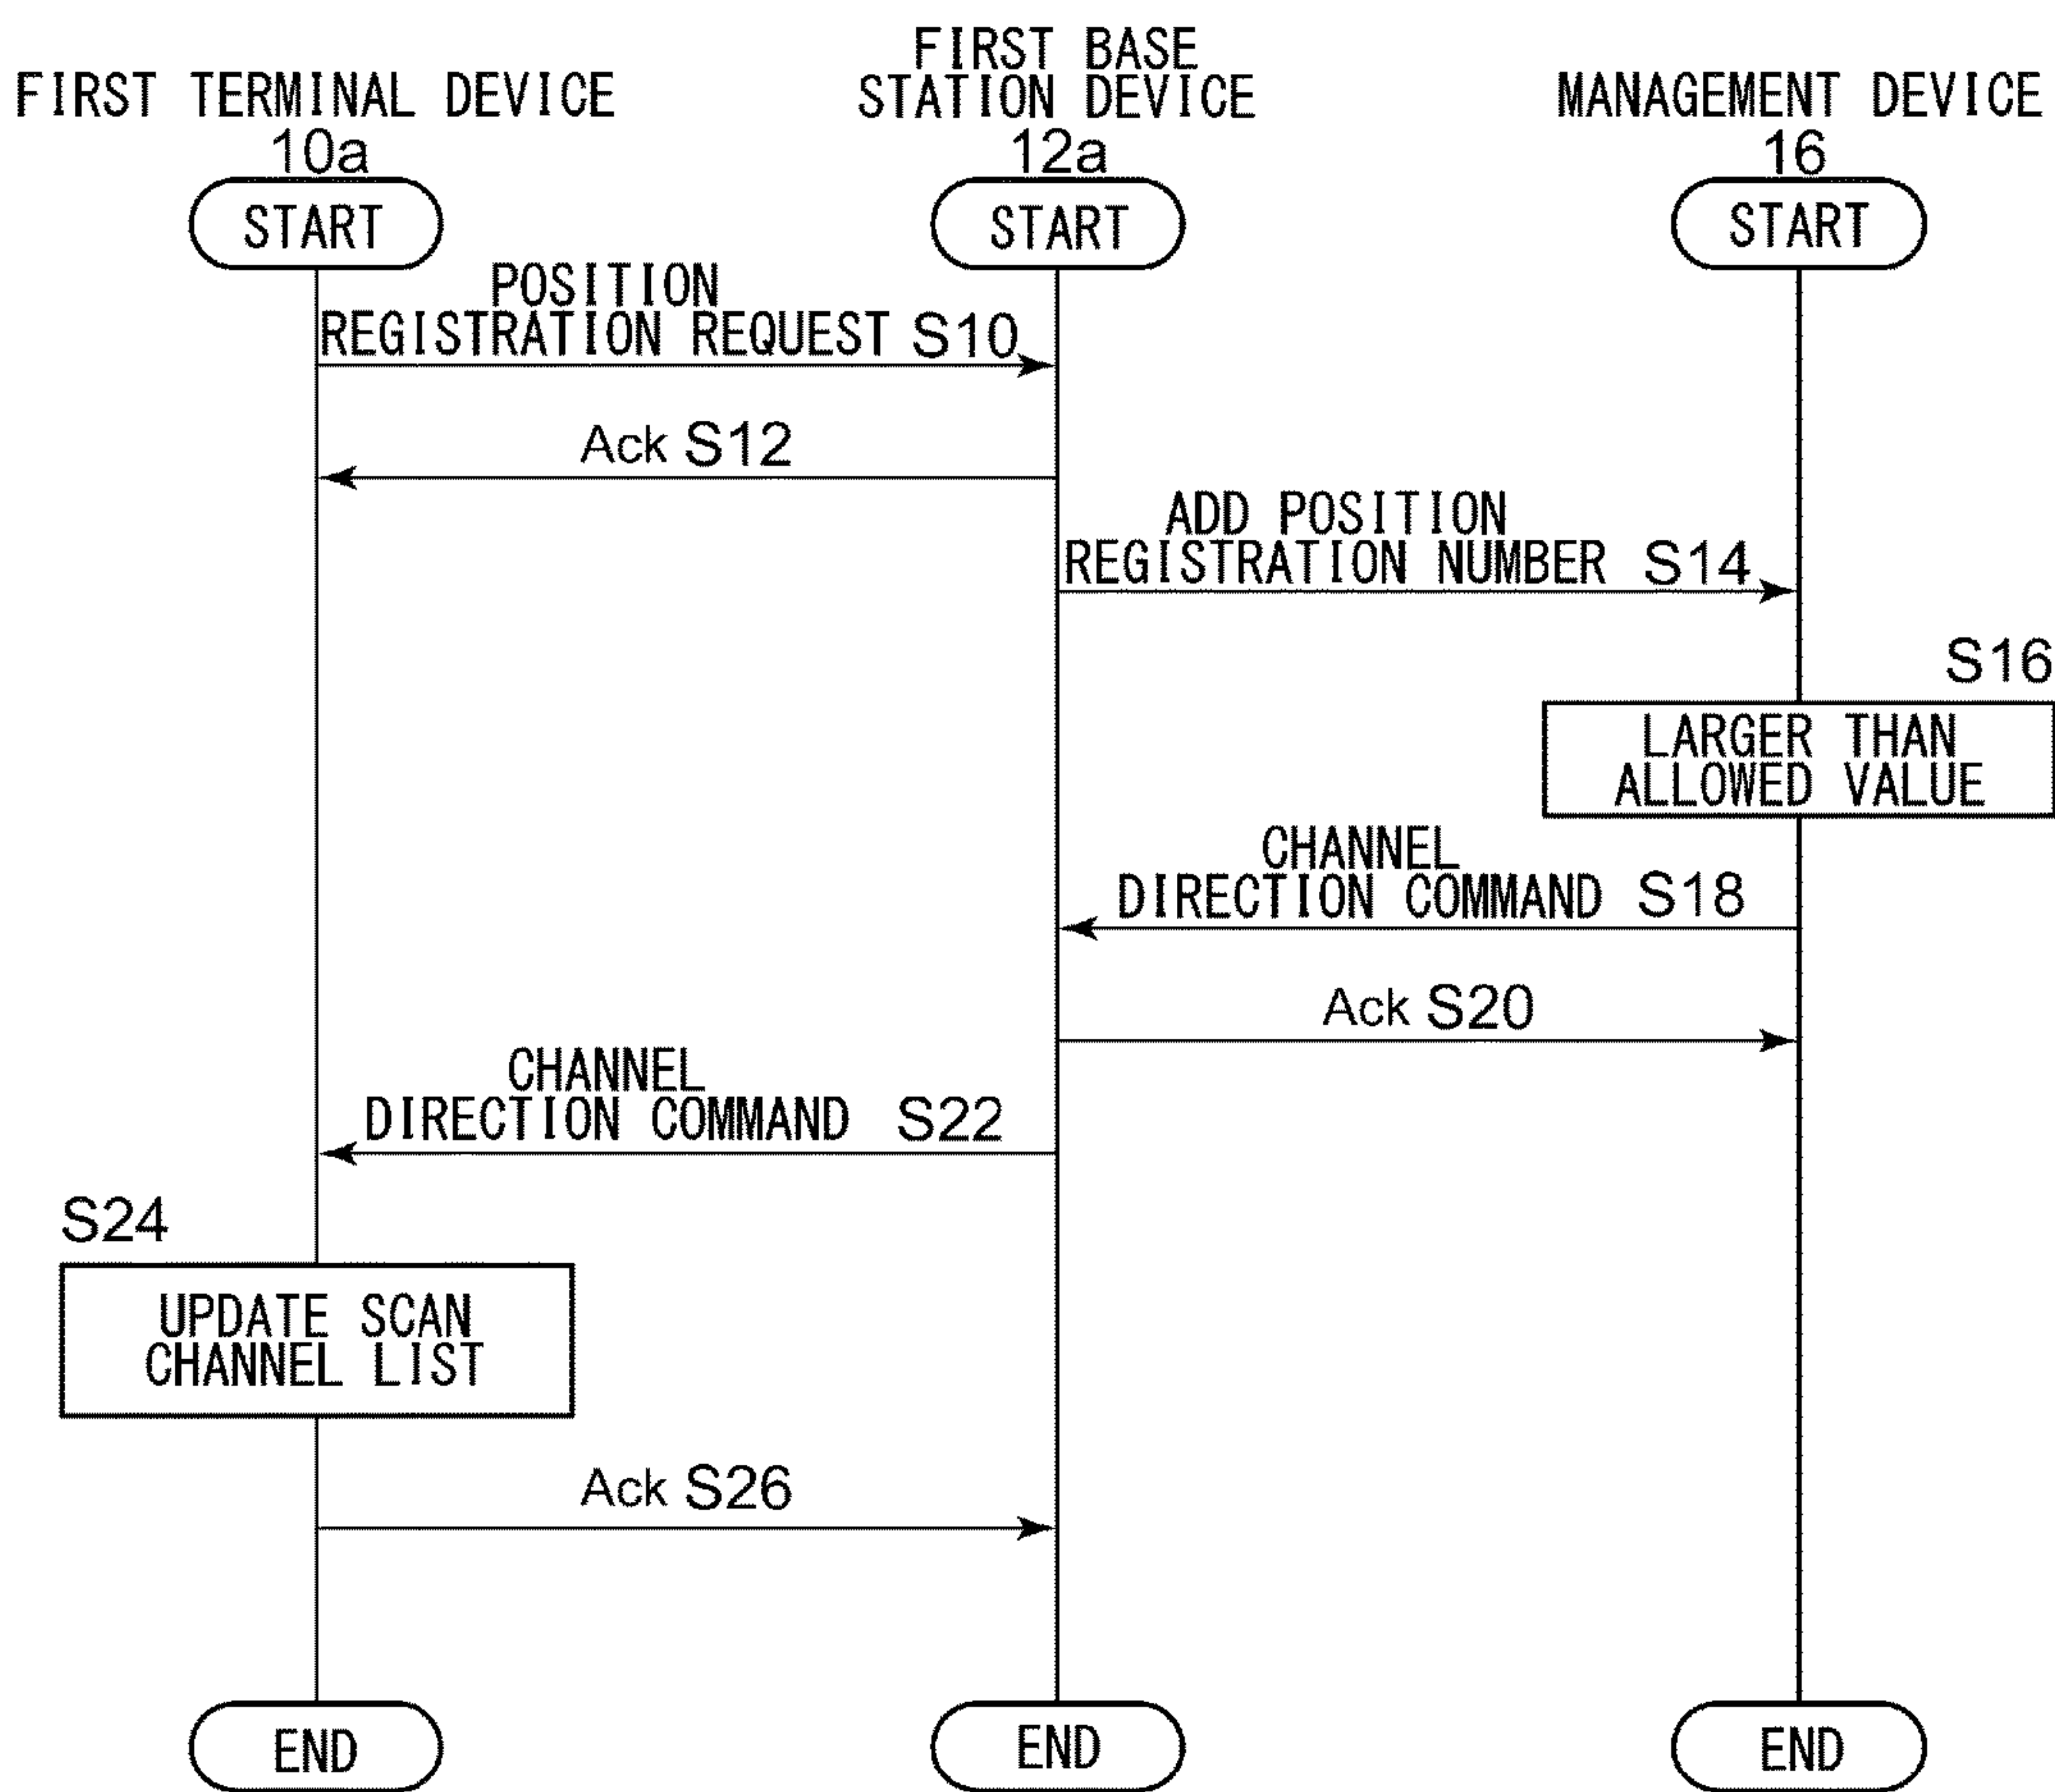 FIRST TERMINAL DEVICE
10a
FIRST BASE
STATION DEVICE
12a
MANAGEMENT DEVICE
16
START
START
START
POSITION
REGISTRATION REQUEST S10
Ack S12
ADD POSITION
REGISTRATION NUMBER S14
S16
LARGER THAN
ALLOWED VALUE
CHANNEL
DIRECTION COMMAND S18
Ack S20
CHANNEL
DIRECTION COMMAND S22
S24
UPDATE SCAN
CHANNEL LIST
Ack S26
END
END
END